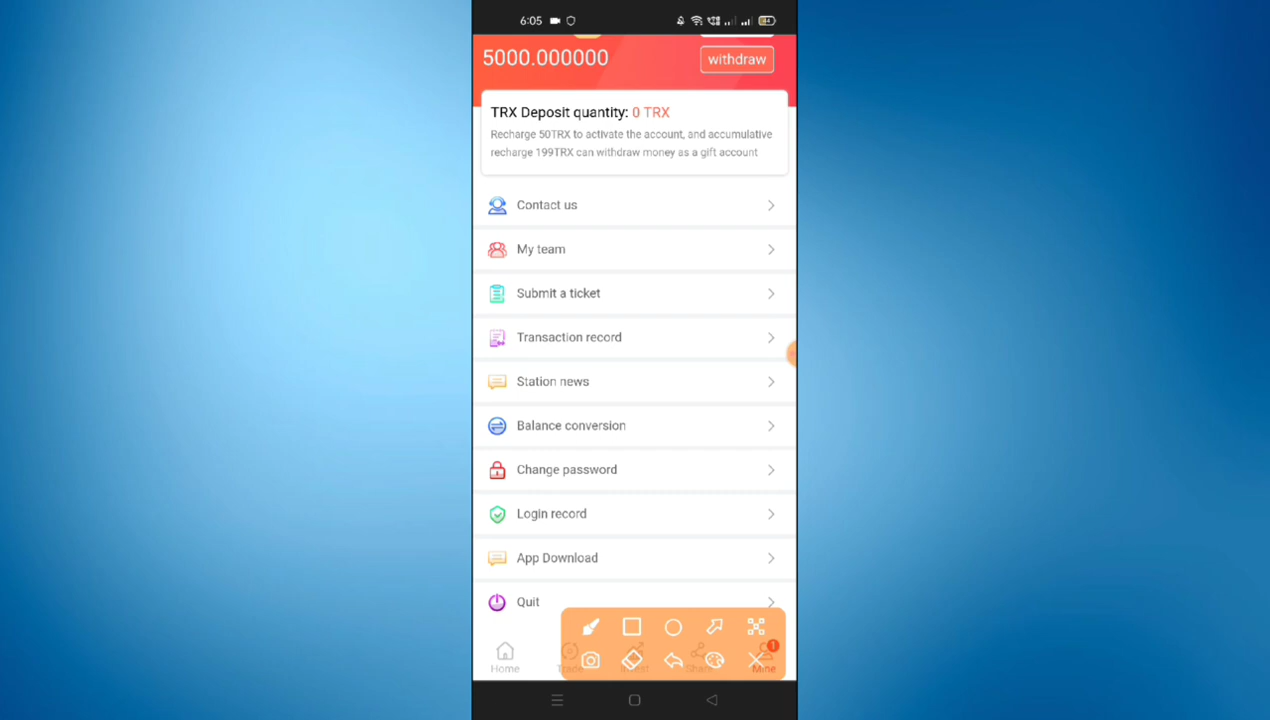 6:05
84
5000.000000
withdraw
TRX Deposit quantity: 0 TRX
Recharge 50TRX to activate the account, and accumulative
recharge 199TRX can withdraw money as a gift account
Contact us
My team
Submit a ticket
Transaction record
Station news
Balance conversion
Change password
Login record
App Download
Quit
1
Home
Mine